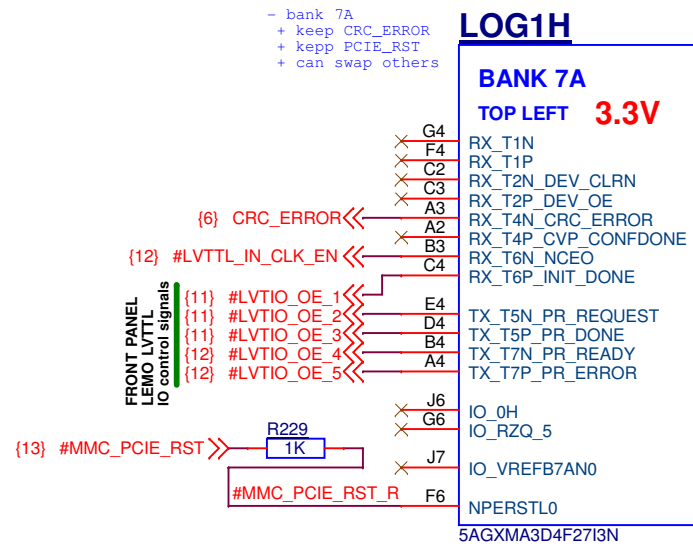 - bank 7A
+ keep CRC_ERROR
+ kepp PCIE_RST
+ can swap others
LOG1H
BANK 7A
TOP LEFT 3.3V
G4 RX_T1N
F4 RX_T1P
C2 RX_T2N_DEV_CLRN
C3 RX_T2P_DEV_OE
{6} CRC_ERROR A3 RX_T4N_CRC_ERROR
A2 RX_T4P_CVP_CONFDONE
{12} #LVTTL_IN_CLK_EN B3 RX_T6N_NCEO
C4 RX_T6P_INIT_DONE
{11} #LVTIO_OE_1
{11} #LVTIO_OE_2 E4 TX_T5N_PR_REQUEST
{11} #LVTIO_OE_3 D4 TX_T5P_PR_DONE
{12} #LVTIO_OE_4 B4 TX_T7N_PR_READY
{12} #LVTIO_OE_5 A4 TX_T7P_PR_ERROR
FRONT PANEL
LEMO LVTTL
IO control signals
J6 IO_0H
G6 IO_RZQ_5
R229
{13} #MMC_PCIE_RST 1K
J7 IO_VREFB7AN0
#MMC_PCIE_RST_R F6 NPERSTL0
5AGXMA3D4F27I3N